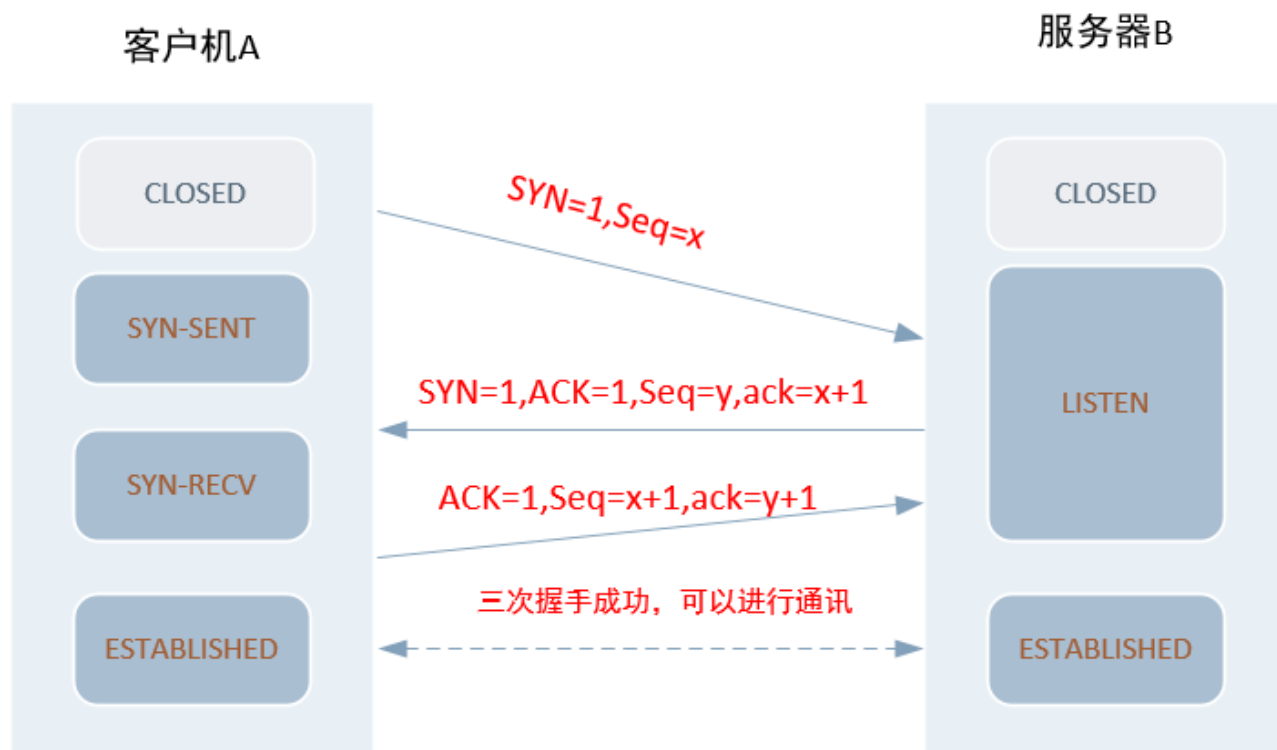 客户机A
服务器B
CLOSED
CLOSED
SYN=1,Seq=x
SYN-SENT
SYN=1,ACK=1,Seq=y,ack=x+1
LISTEN
SYN-RECV
ACK=1,Seq=x+1,ack=y+1
三次握手成功，可以进行通讯
ESTABLISHED
ESTABLISHED